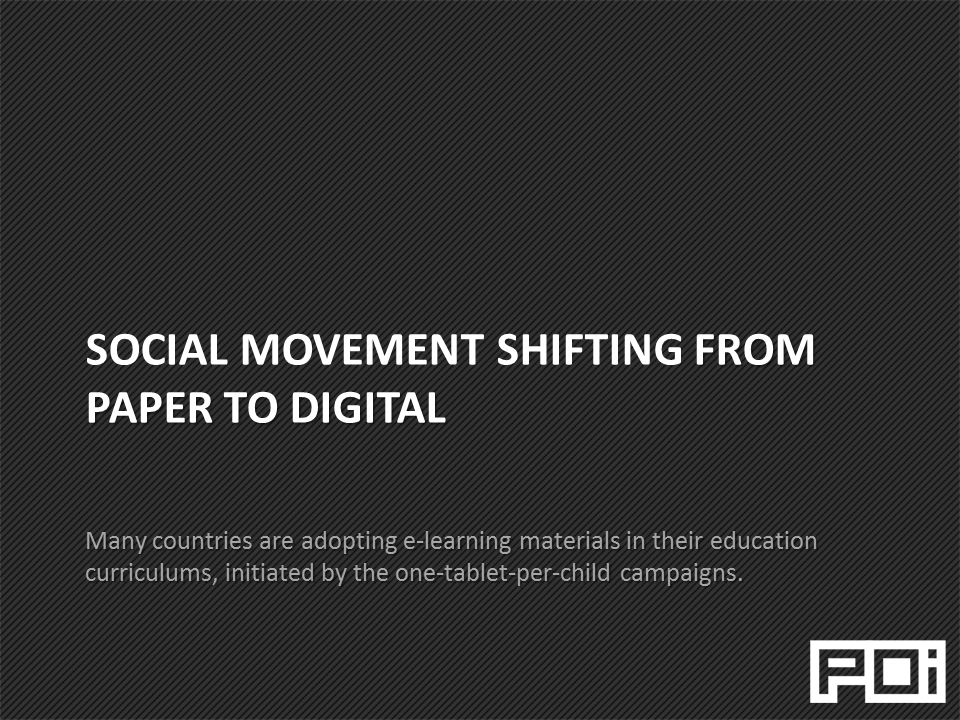 SOCIAL MOVEMENT SHIFTING FROM
PAPER TO DIGITAL
Many countries are adopting e-learning materials in their education
curriculums, initiated by the one-tablet-per-child campaigns.
POi